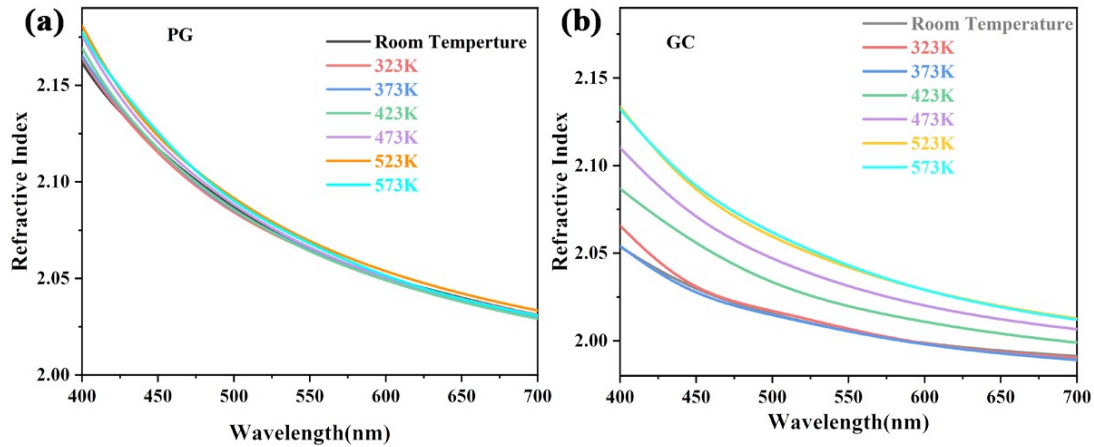 (a)
PG
Room Temperture
323K
373K
423K
473K
523K
573K
2.15
2.10
2.05
2.00
Refractive Index
400 450 500 550 600 650 700
Wavelength(nm)
(b)
GC
Room Temperature
323K
373K
423K
473K
523K
573K
2.15
2.10
2.05
2.00
Refractive Index
400 450 500 550 600 650 700
Wavelength(nm)